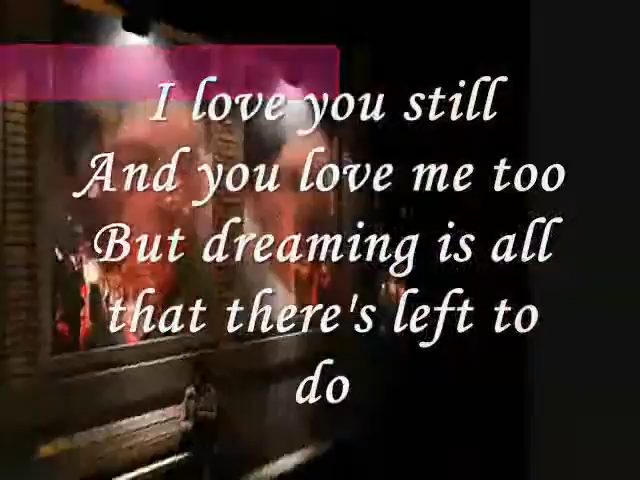 I love you still
And you love me too
But dreaming is all
that there's left to
do